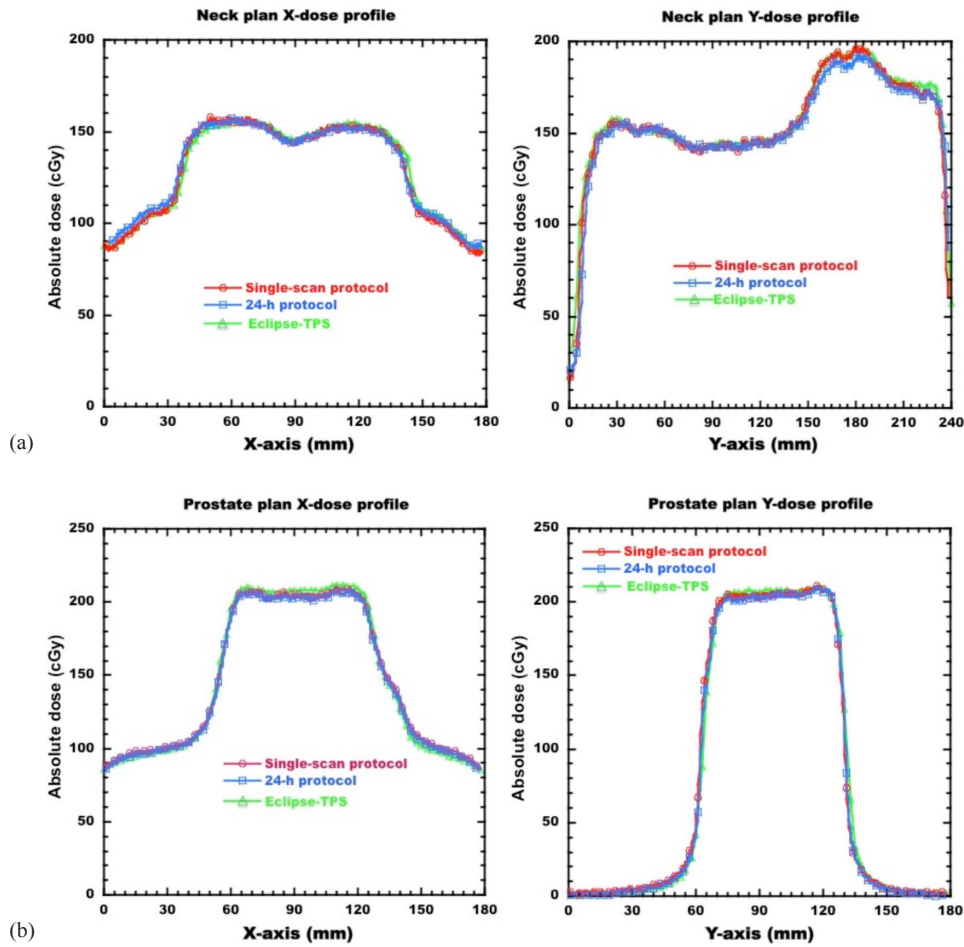 Neck plan X-dose profile
Absolute dose (cGy)
200
150
100
50
0
Single-scan protocol
24-h protocol
Eclipse-TPS
0 30 60 90 120 150 180
X-axis (mm)
Neck plan Y-dose profile
Absolute dose (cGy)
200
150
100
50
0
Single-scan protocol
24-h protocol
Eclipse-TPS
0 30 60 90 120 150 180 210 240
Y-axis (mm)
(a)
Prostate plan X-dose profile
Absolute dose (cGy)
250
200
150
100
50
0
Single-scan protocol
24-h protocol
Eclipse-TPS
0 30 60 90 120 150 180
X-axis (mm)
Prostate plan Y-dose profile
Absolute dose (cGy)
250
200
150
100
50
0
Single-scan protocol
24-h protocol
Eclipse-TPS
0 30 60 90 120 150 180
Y-axis (mm)
(b)